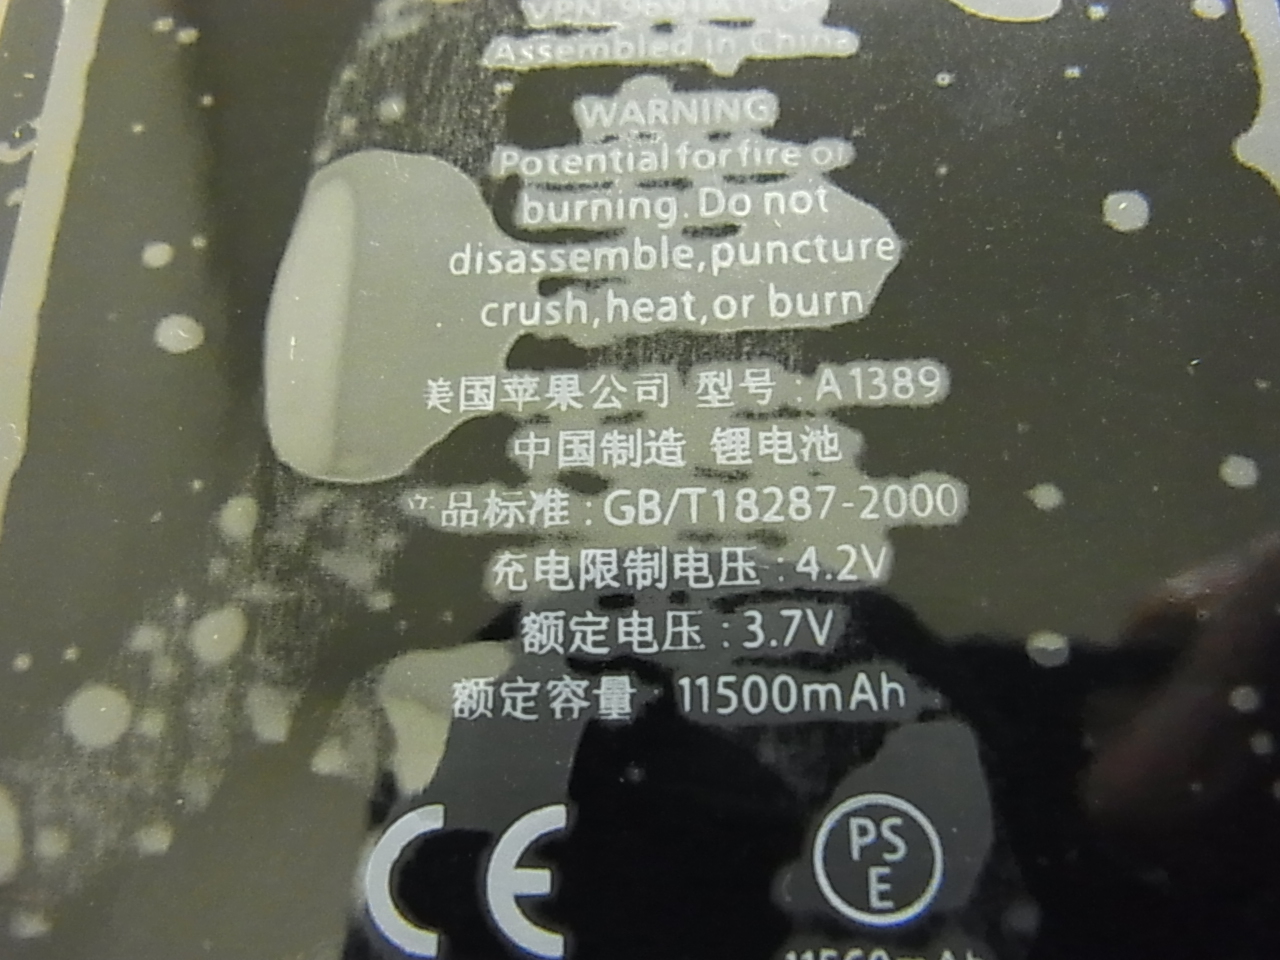 Assembled in China
WARNING
Potential for fire or
burning. Do not
disassemble,puncture
crush,heat,or burn
美国苹果公司 型号:A1389
中国制造 锂电池
产品标准:GB/T18287-2000
充电限制电压:4.2V
额定电压:3.7V
额定容量 11500mAh
CE
PS
E